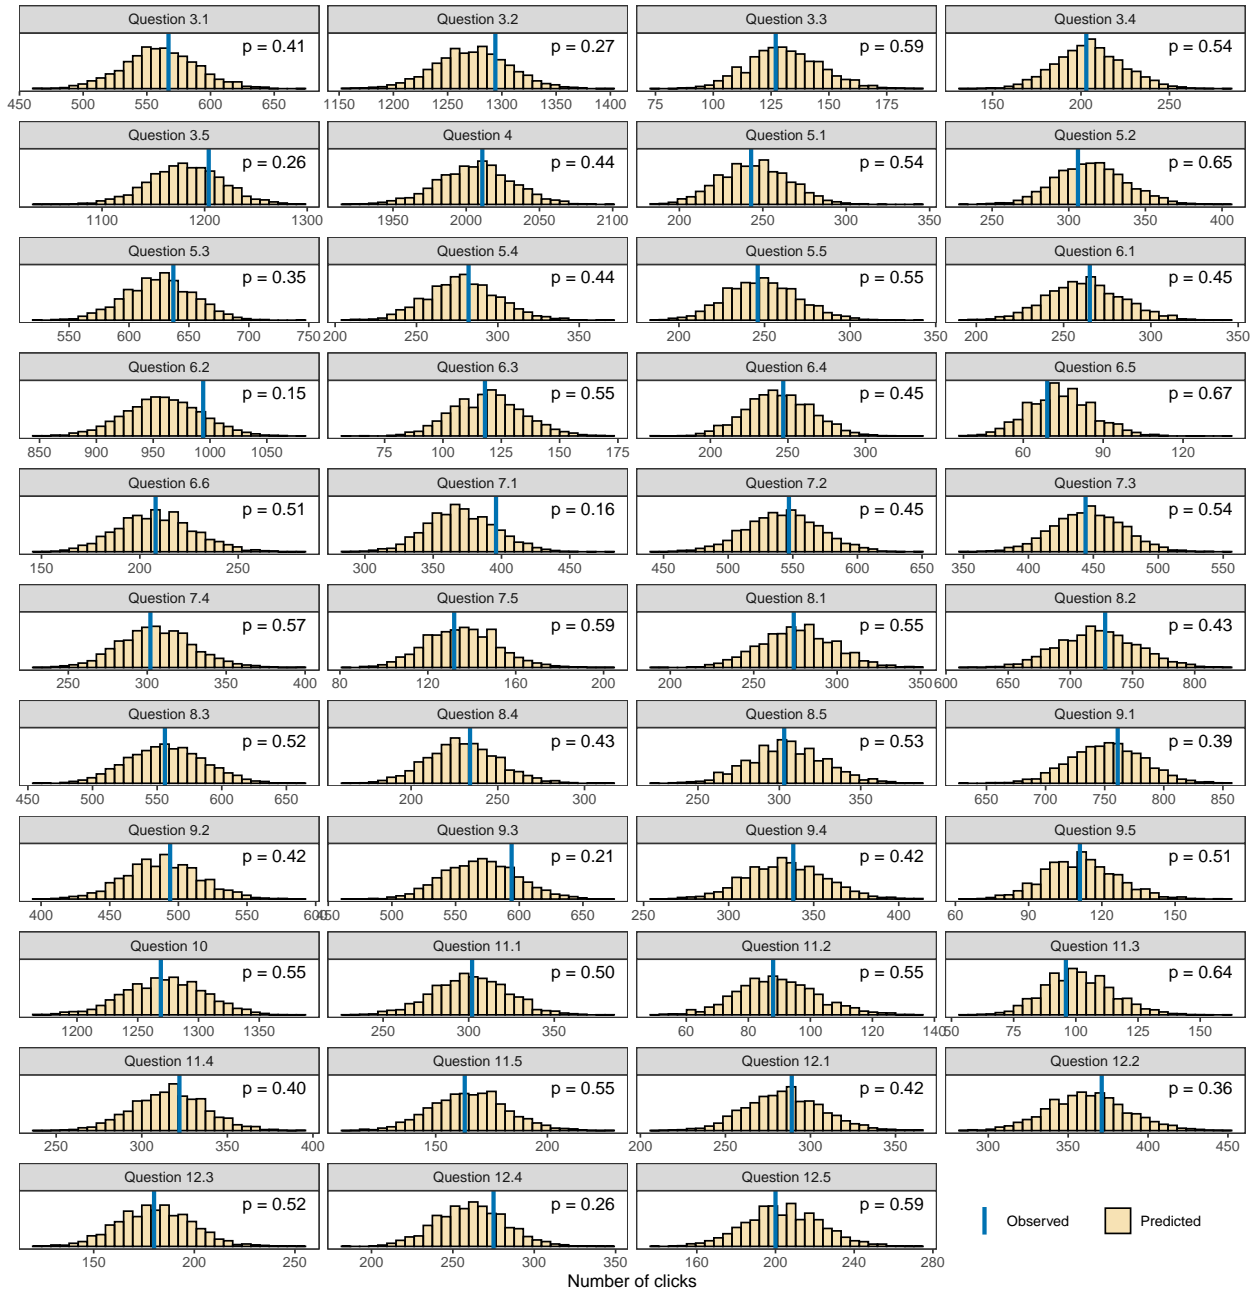 Question 3.1 Question 3.2 Question 3.3 Question 3.4
p = 0.41 p = 0.27 p = 0.59 p = 0.54
450 500 550 600 650 1150 1200 1250 1300 1350 1400 75 100 125 150 175 150 200 250
Question 3.5 Question 4 Question 5.1 Question 5.2
p = 0.26 p = 0.44 p = 0.54 p = 0.65
1100 1200 1300 1950 2000 2050 2100 200 250 300 350 250 300 350 400
Question 5.3 Question 5.4 Question 5.5 Question 6.1
p = 0.35 p = 0.44 p = 0.55 p = 0.45
550 600 650 700 750 200 250 300 350 200 250 300 350 200 250 300 350
Question 6.2 Question 6.3 Question 6.4 Question 6.5
p = 0.15 p = 0.55 p = 0.45 p = 0.67
850 900 950 1000 1050 75 100 125 150 175 200 250 300 60 90 120
Question 6.6 Question 7.1 Question 7.2 Question 7.3
p = 0.51 p = 0.16 p = 0.45 p = 0.54
150 200 250 300 350 400 450 450 500 550 600 650 350 400 450 500 550
Question 7.4 Question 7.5 Question 8.1 Question 8.2
p = 0.57 p = 0.59 p = 0.55 p = 0.43
250 300 350 400 80 120 160 200 200 250 300 350 600 650 700 750 800
Question 8.3 Question 8.4 Question 8.5 Question 9.1
p = 0.52 p = 0.43 p = 0.53 p = 0.39
450 500 550 600 650 200 250 300 250 300 350 650 700 750 800 850
Question 9.2 Question 9.3 Question 9.4 Question 9.5
p = 0.42 p = 0.21 p = 0.42 p = 0.51
400 450 500 550 600 450 500 550 600 650 250 300 350 400 60 90 120 150
Question 10 Question 11.1 Question 11.2 Question 11.3
p = 0.55 p = 0.50 p = 0.55 p = 0.64
1200 1250 1300 1350 250 300 350 60 80 100 120 140 50 75 100 125 150
Question 11.4 Question 11.5 Question 12.1 Question 12.2
p = 0.40 p = 0.55 p = 0.42 p = 0.36
250 300 350 400 150 200 200 250 300 350 300 350 400 450
Question 12.3 Question 12.4 Question 12.5
p = 0.52 p = 0.26 p = 0.59
Observed Predicted
150 200 250 200 250 300 350 160 200 240 280
Number of clicks